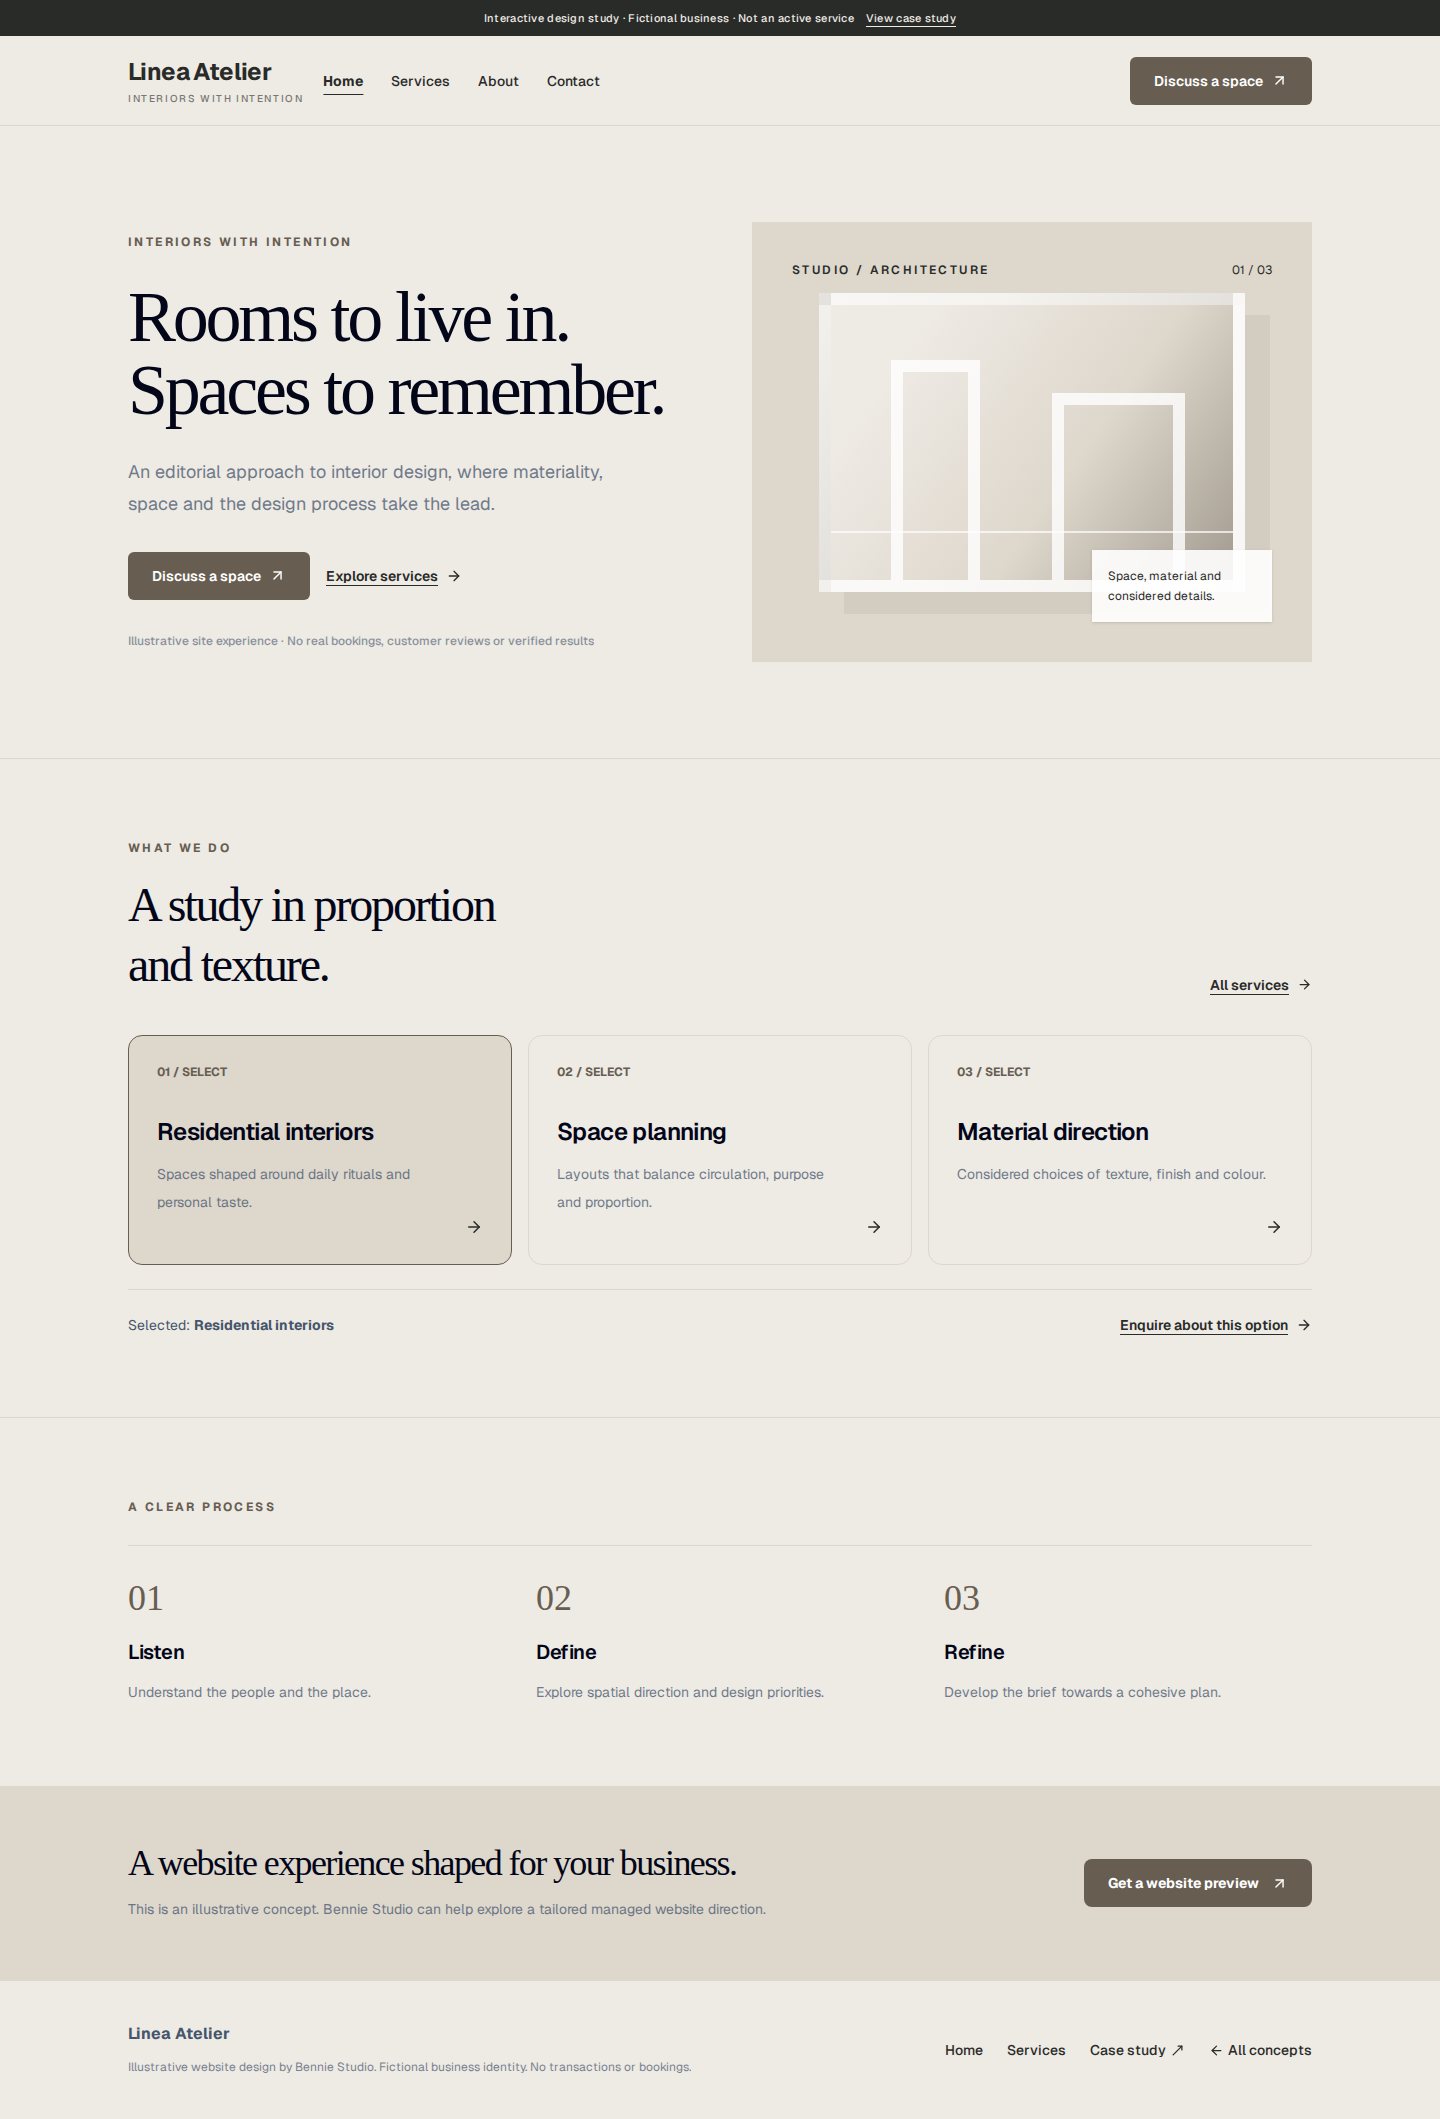 Interactive design study · Fictional business · Not an active service View case study
Linea Atelier
INTERIORS WITH INTENTION
Home Services About Contact
Discuss a space
INTERIORS WITH INTENTION
Rooms to live in.
Spaces to remember.
An editorial approach to interior design, where materiality,
space and the design process take the lead.
Discuss a space Explore services
Illustrative site experience · No real bookings, customer reviews or verified results
STUDIO / ARCHITECTURE 01 / 03
Space, material and
considered details.
WHAT WE DO
A study in proportion
and texture.
All services
01 / SELECT
Residential interiors
Spaces shaped around daily rituals and
personal taste.
02 / SELECT
Space planning
Layouts that balance circulation, purpose
and proportion.
03 / SELECT
Material direction
Considered choices of texture, finish and colour.
Selected: Residential interiors
Enquire about this option
A CLEAR PROCESS
01
Listen
Understand the people and the place.
02
Define
Explore spatial direction and design priorities.
03
Refine
Develop the brief towards a cohesive plan.
A website experience shaped for your business.
This is an illustrative concept. Bennie Studio can help explore a tailored managed website direction.
Get a website preview
Linea Atelier
Illustrative website design by Bennie Studio. Fictional business identity. No transactions or bookings.
Home Services Case study All concepts